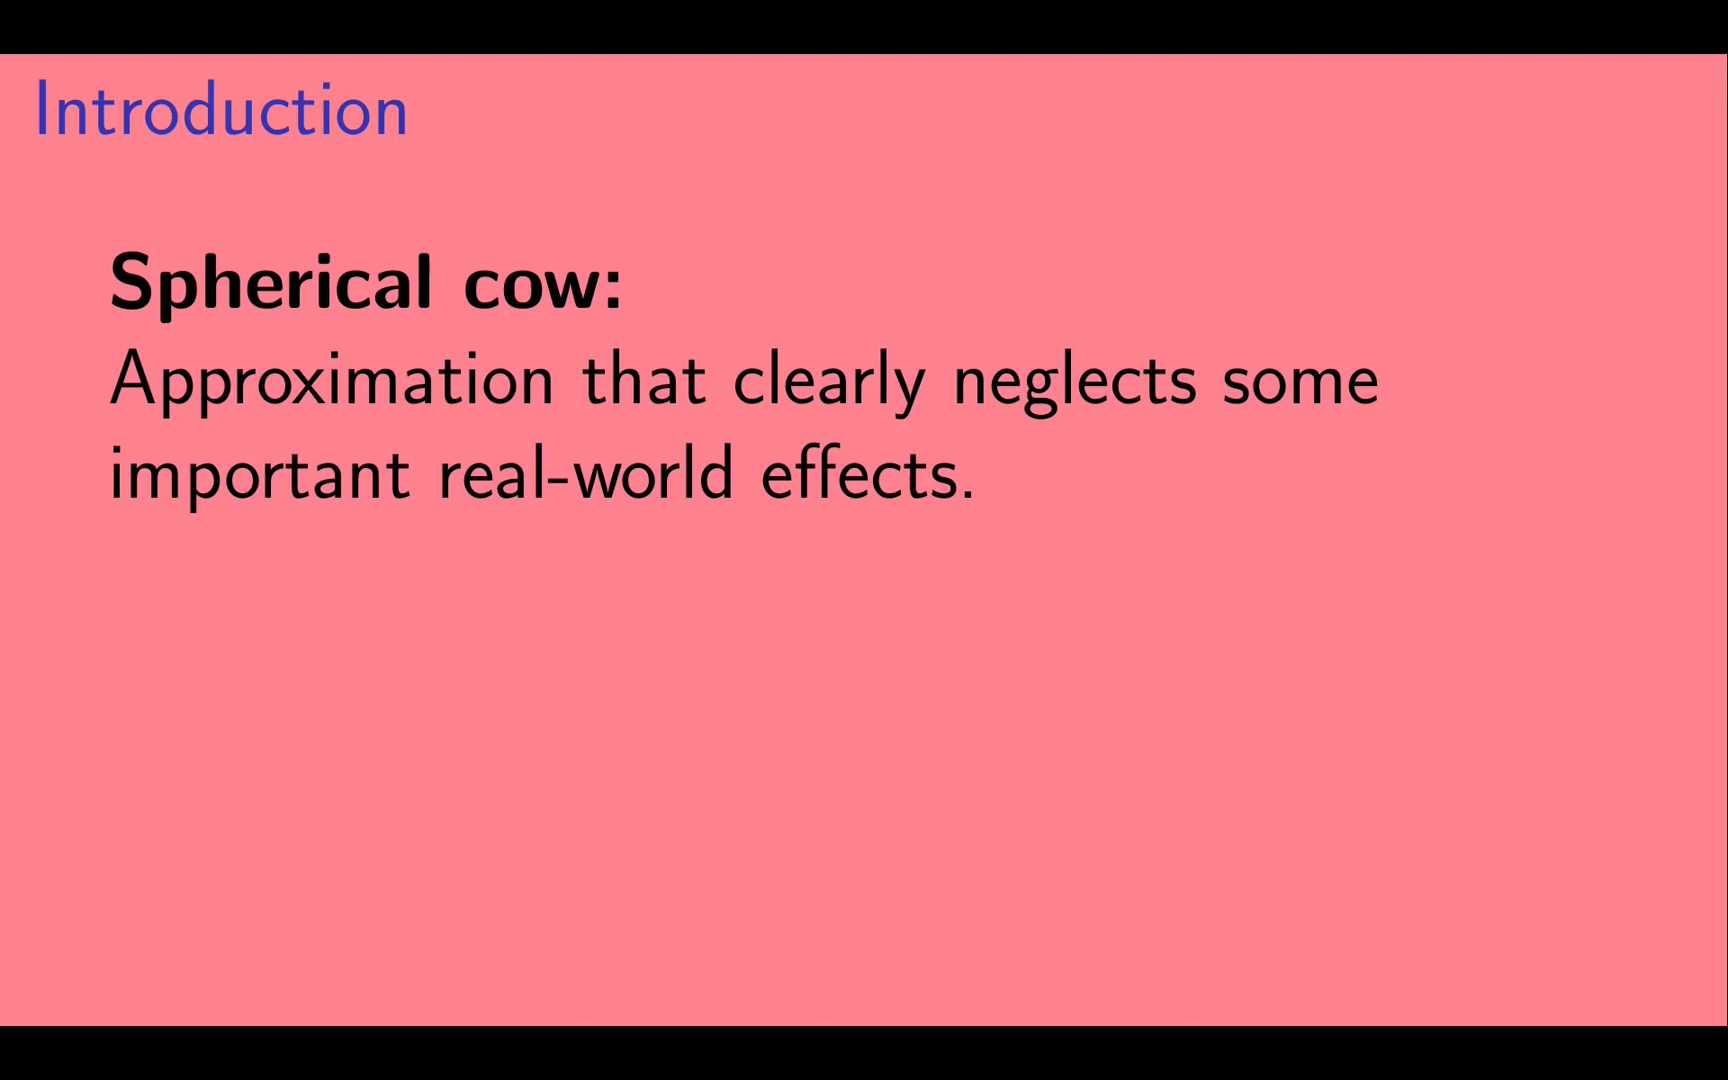 Introduction
Spherical cow:
Approximation that clearly neglects some
important real-world effects.